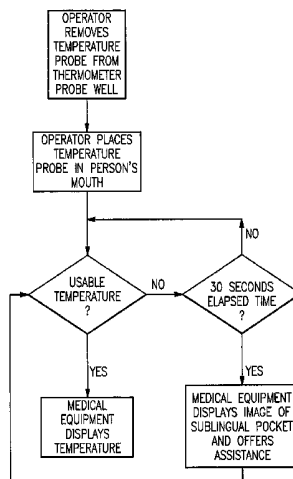 OPERATOR
REMOVES
TEMPERATURE
PROBE FROM
THERMOMETER
PROBE WELL
OPERATOR PLACES
TEMPERATURE
PROBE IN PERSON'S
MOUTH
NO
USABLE
TEMPERATURE
?
NO
30 SECONDS
ELAPSED TIME
?
YES
YES
MEDICAL
EQUIPMENT
DISPLAYS
TEMPERATURE
MEDICAL EQUIPMENT
DISPLAYS IMAGE OF
SUBLINGUAL POCKET
AND OFFERS
ASSISTANCE